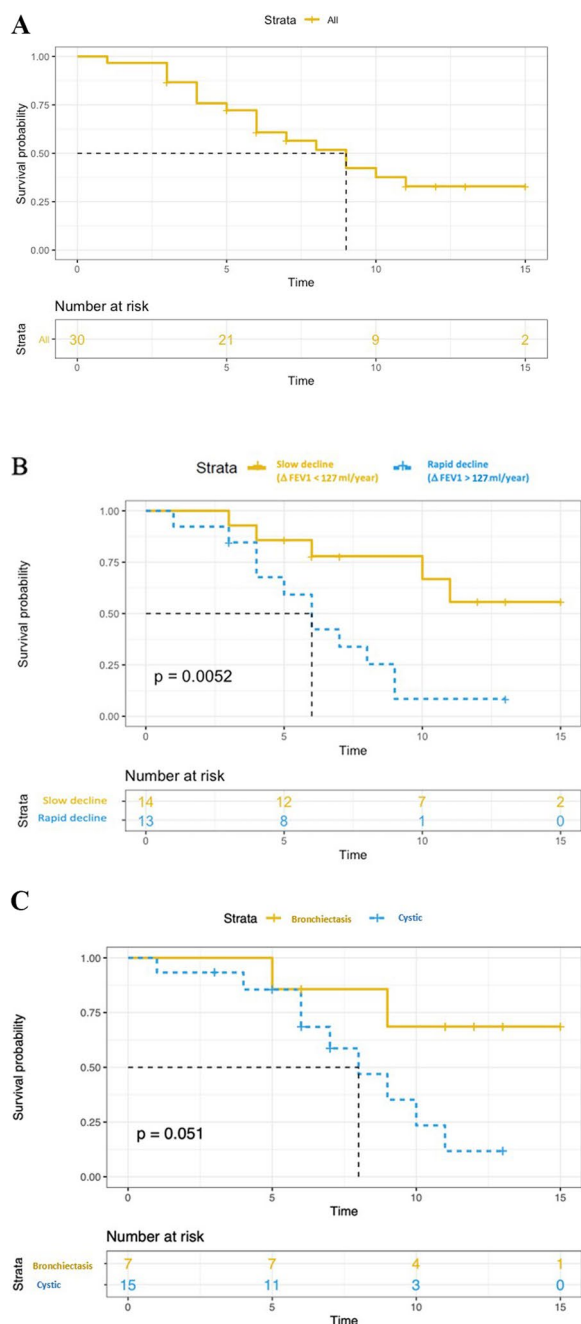 A
Strata All
1.00
0.75
0.50
0.25
0.00
Survival probability
0 5 10 15
Time
Number at risk
Strata
All 30 21 9 2
0 5 10 15
Time
B
Strata Slow decline (Δ FEV1 < 127 ml/year) Rapid decline (Δ FEV1 > 127 ml/year)
1.00
0.75
0.50
0.25
0.00
Survival probability
p = 0.0052
0 5 10 15
Time
Number at risk
Strata
Slow decline 14 12 7 2
Rapid decline 13 8 1 0
0 5 10 15
Time
C
Strata Bronchiectasis Cystic
1.00
0.75
0.50
0.25
0.00
Survival probability
p = 0.051
0 5 10 15
Time
Number at risk
Strata
Bronchiectasis 7 7 4 1
Cystic 15 11 3 0
0 5 10 15
Time